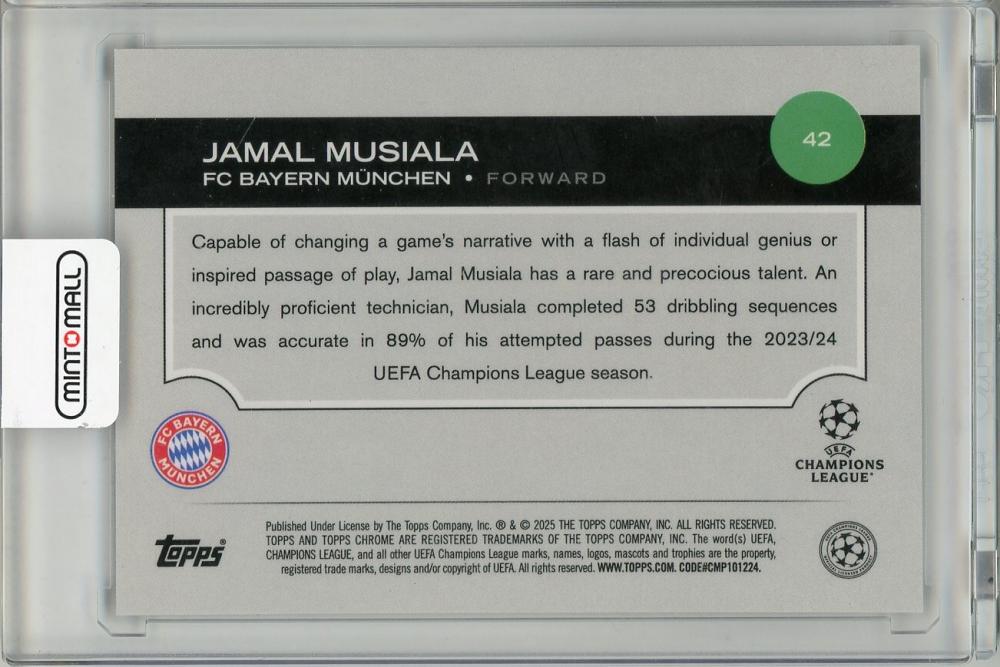 42
JAMAL MUSIALA
FC BAYERN MÜNCHEN • FORWARD
Capable of changing a game's narrative with a flash of individual genius or
inspired passage of play, Jamal Musiala has a rare and precocious talent. An
incredibly proficient technician, Musiala completed 53 dribbling sequences
and was accurate in 89% of his attempted passes during the 2023/24
UEFA Champions League season.
MINTOMALL
FC BAYERN
MÜNCHEN
UEFA
CHAMPIONS
LEAGUE
topps®
Published Under License by The Topps Company, Inc. ® & © 2025 THE TOPPS COMPANY, INC. ALL RIGHTS RESERVED.
TOPPS AND TOPPS CHROME ARE REGISTERED TRADEMARKS OF THE TOPPS COMPANY, INC. The word(s) UEFA,
CHAMPIONS LEAGUE, and all other UEFA Champions League marks, names, logos, mascots and trophies are the property,
registered trade marks, designs and/or copyright of UEFA. All rights reserved. WWW.TOPPS.COM. CODE#CMP101224.